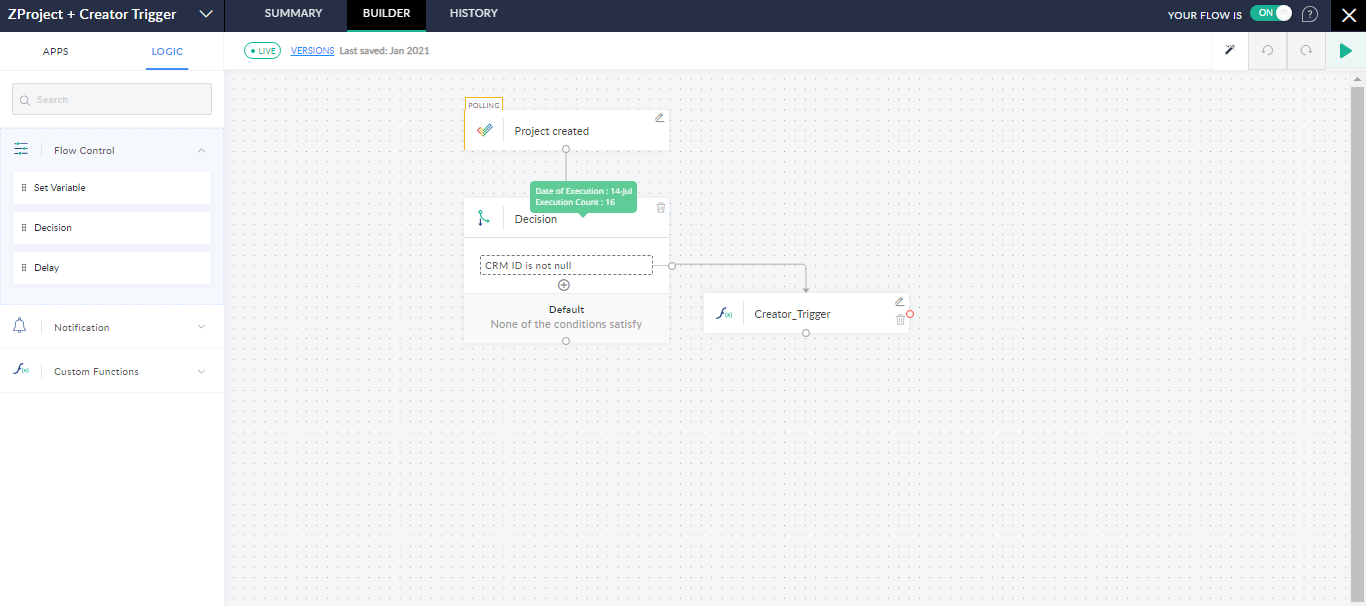 ZProject + Creator Trigger
SUMMARY
BUILDER
HISTORY
YOUR FLOW IS
ON
?
APPS
LOGIC
LIVE
VERSIONS
Last saved: Jan 2021
Search
Flow Control
Set Variable
Decision
Delay
Notification
f(x)
Custom Functions
POLLING
Project created
Date of Execution : 14-Jul
Execution Count : 16
Decision
CRM ID is not null
Default
None of the conditions satisfy
f(x)
Creator_Trigger